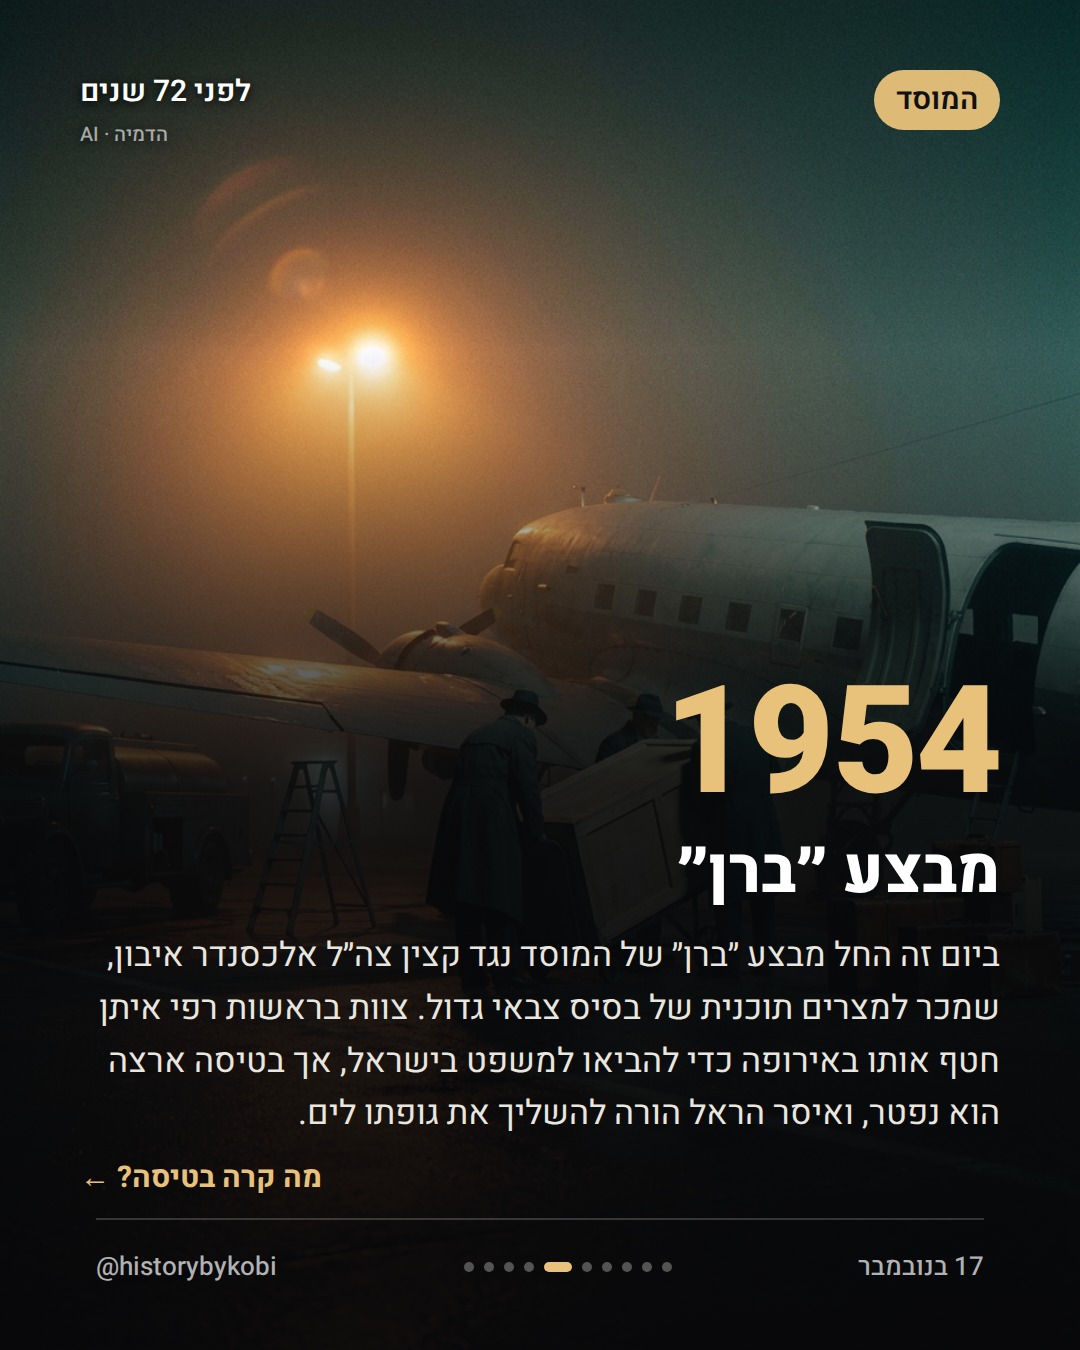 המוסד
לפני 72 שנים
הדמיה · AI
1954
מבצע ״ברן״
ביום זה החל מבצע ״ברן״ של המוסד נגד קצין צה״ל אלכסנדר איבון,
שמכר למצרים תוכנית של בסיס צבאי גדול. צוות בראשות רפי איתן
חטף אותו באירופה כדי להביאו למשפט בישראל, אך בטיסה ארצה
הוא נפטר, ואיסר הראל הורה להשליך את גופתו לים.
מה קרה בטיסה? ←
17 בנובמבר
@historybykobi